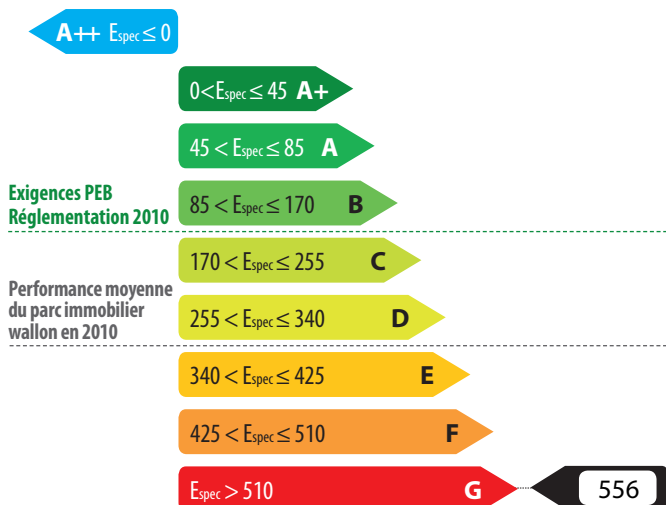 A++ Espec ≤ 0
0<Espec ≤ 45 A+
45 < Espec ≤ 85 A
Exigences PEB
Réglementation 2010
85 < Espec ≤ 170 B
170 < Espec ≤ 255 C
Performance moyenne
du parc immobilier
wallon en 2010
255 < Espec ≤ 340 D
340 < Espec ≤ 425 E
425 < Espec ≤ 510 F
Espec > 510 G
556